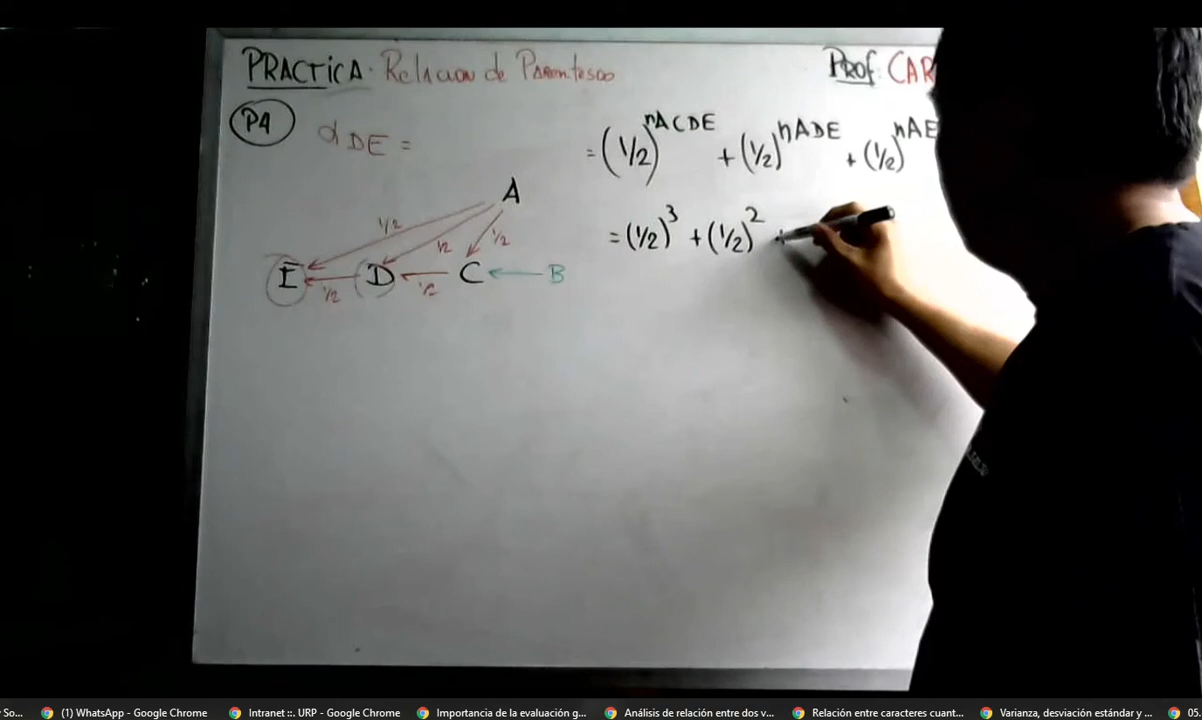 PRACTICA. Relacion de Parentesco
PROF: CAR
P4
α DE =
= (1/2)^nACDE + (1/2)^nADE + (1/2)^nAE
= (1/2)^3 + (1/2)^2 +
A
1/2
1/2
1/2
E D C B
1/2
1/2
So...
(1) WhatsApp - Google Chrome
Intranet ::. URP - Google Chrome
Importancia de la evaluación g...
Análisis de relación entre dos v...
Relación entre caracteres cuant...
Varianza, desviación estándar y ...
05